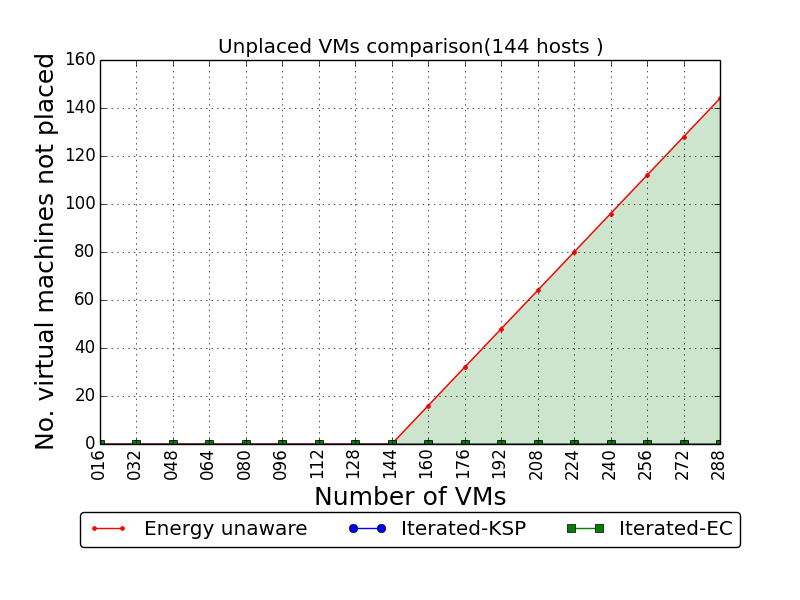 Unplaced VMs comparison(144 hosts )
No. virtual machines not placed
160
140
120
100
80
60
40
20
0
016 032 048 064 080 096 112 128 144 160 176 192 208 224 240 256 272 288
Number of VMs
Energy unaware Iterated-KSP Iterated-EC